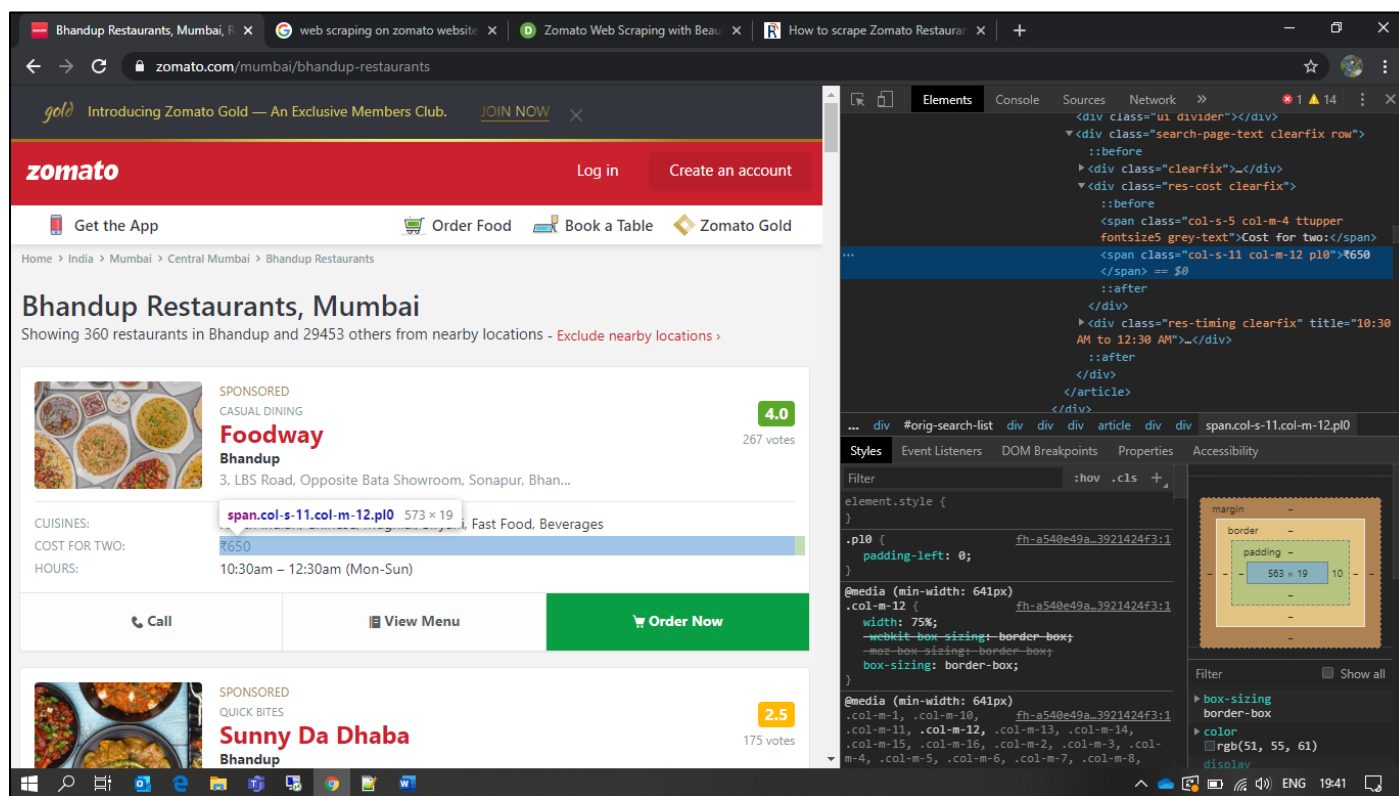 Bhandup Restaurants, Mumbai, R
web scraping on zomato website
Zomato Web Scraping with Beau
How to scrape Zomato Restauran
zomato.com/mumbai/bhandup-restaurants
gold Introducing Zomato Gold — An Exclusive Members Club. JOIN NOW
zomato Log in Create an account
Get the App Order Food Book a Table Zomato Gold
Home > India > Mumbai > Central Mumbai > Bhandup Restaurants
Bhandup Restaurants, Mumbai
Showing 360 restaurants in Bhandup and 29453 others from nearby locations - Exclude nearby locations ›
SPONSORED
CASUAL DINING
Foodway 4.0
Bhandup 267 votes
3, LBS Road, Opposite Bata Showroom, Sonapur, Bhan...
span.col-s-11.col-m-12.pl0 573 × 19
CUISINES: Fast Food, Beverages
COST FOR TWO: ₹650
HOURS: 10:30am – 12:30am (Mon-Sun)
Call View Menu Order Now
SPONSORED
QUICK BITES
Sunny Da Dhaba 2.5
Bhandup 175 votes
Elements Console Sources Network » 1 14
<div class="ui divider"></div>
▼<div class="search-page-text clearfix row">
::before
▶<div class="clearfix">…</div>
▼<div class="res-cost clearfix">
::before
<span class="col-s-5 col-m-4 ttupper
fontsize5 grey-text">Cost for two:</span>
... <span class="col-s-11 col-m-12 pl0">₹650
</span> == $0
::after
</div>
▶<div class="res-timing clearfix" title="10:30
AM to 12:30 AM">…</div>
::after
</div>
</article>
</div>
... div #orig-search-list div div div article div div span.col-s-11.col-m-12.pl0
Styles Event Listeners DOM Breakpoints Properties Accessibility
Filter :hov .cls +
element.style {
}
.pl0 { fh-a540e49a…3921424f3:1
padding-left: 0;
}
@media (min-width: 641px)
.col-m-12 { fh-a540e49a…3921424f3:1
width: 75%;
-webkit-box-sizing: border-box;
-moz-box-sizing: border-box;
box-sizing: border-box;
}
@media (min-width: 641px)
.col-m-1, .col-m-10, fh-a540e49a…3921424f3:1
.col-m-11, .col-m-12, .col-m-13, .col-m-14,
.col-m-15, .col-m-16, .col-m-2, .col-m-3, .col-
m-4, .col-m-5, .col-m-6, .col-m-7, .col-m-8,
margin –
border –
padding –
– – – 563 × 19 10 – –
–
–
–
Filter Show all
▶ box-sizing
border-box
▶ color
rgb(51, 55, 61)
display
ENG 19:41